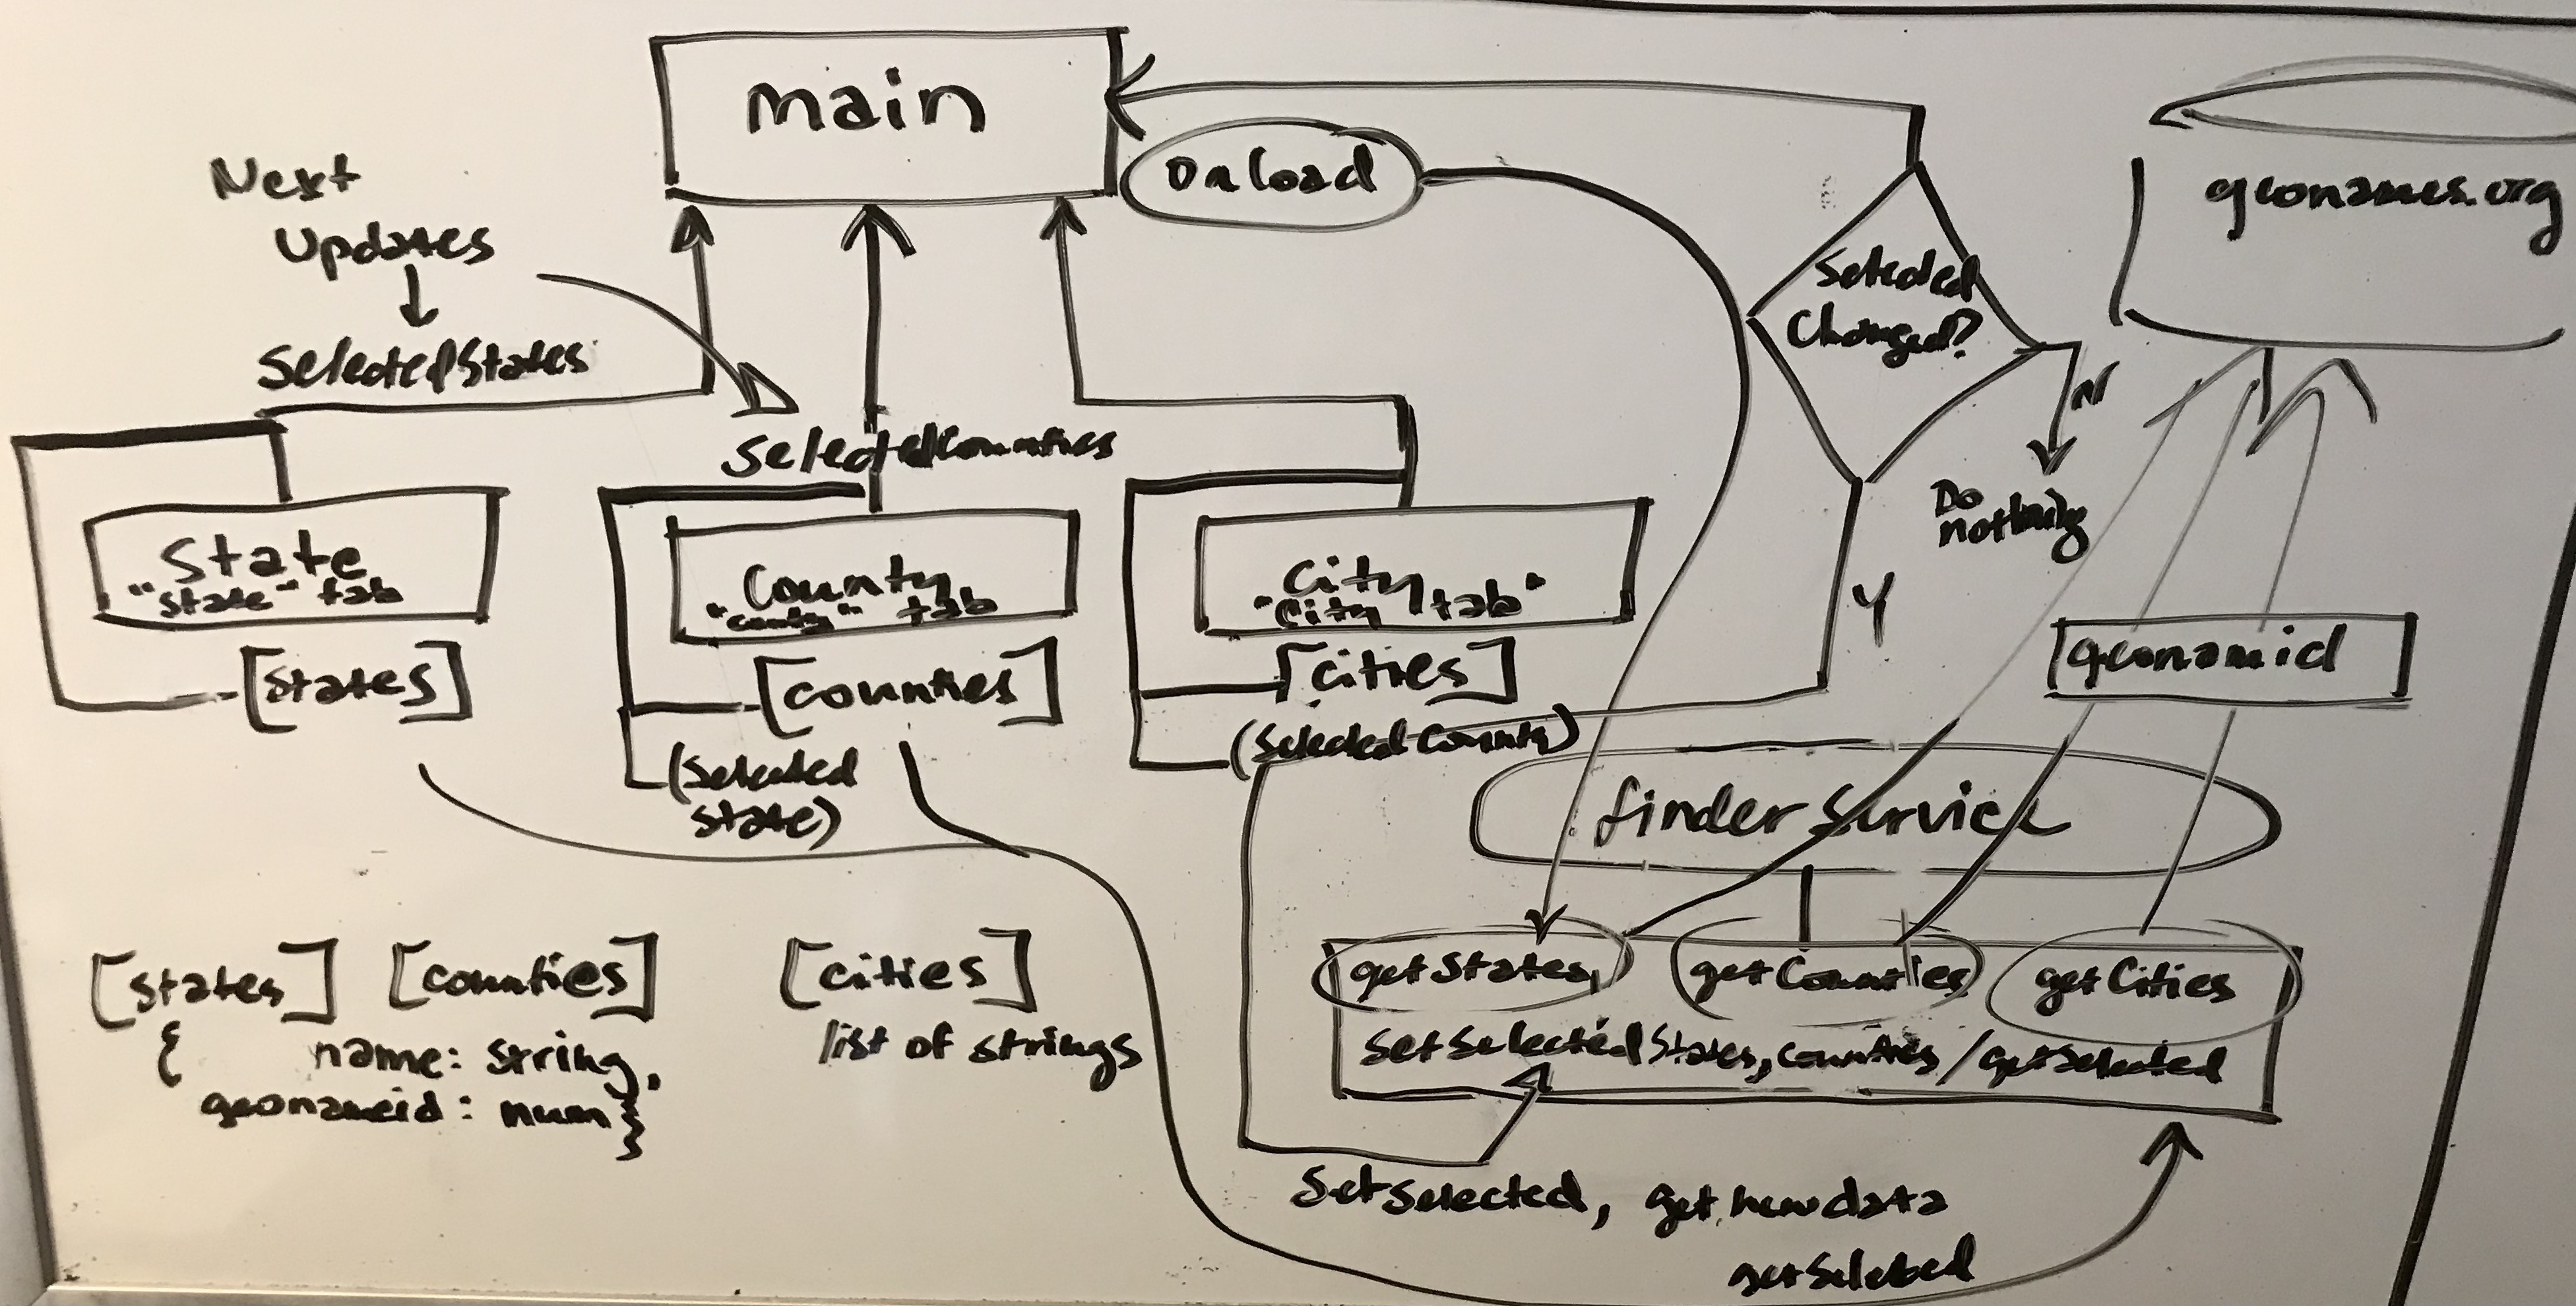 main
OnLoad
geonames.org
Next
Updates
SelectedStates
Selected
Changed?
N
Do
nothing
SelectedCounties
State
"state" tab
County
"county" tab
City
"City tab"
Y
[states]
[counties]
[cities]
geonamid
(Selected
state)
(Selected County)
finder Service
[states] [counties] [cities]
{ name: string,
geonameid: num}
list of strings
getStates
getCounties
getCities
setSelectedStates, counties / getSelected
SetSelected, get new data
getSelected